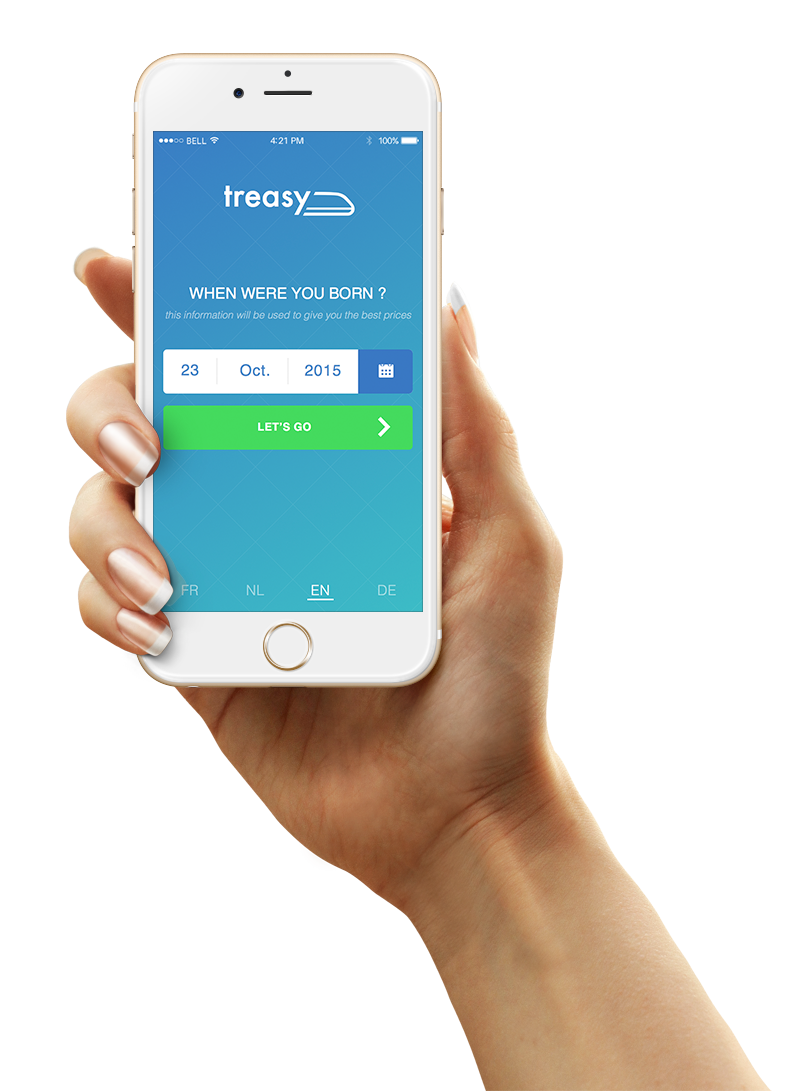 BELL 4:21 PM 100%
treasy
WHEN WERE YOU BORN ?
this information will be used to give you the best prices
23 Oct. 2015
LET'S GO
FR NL EN DE